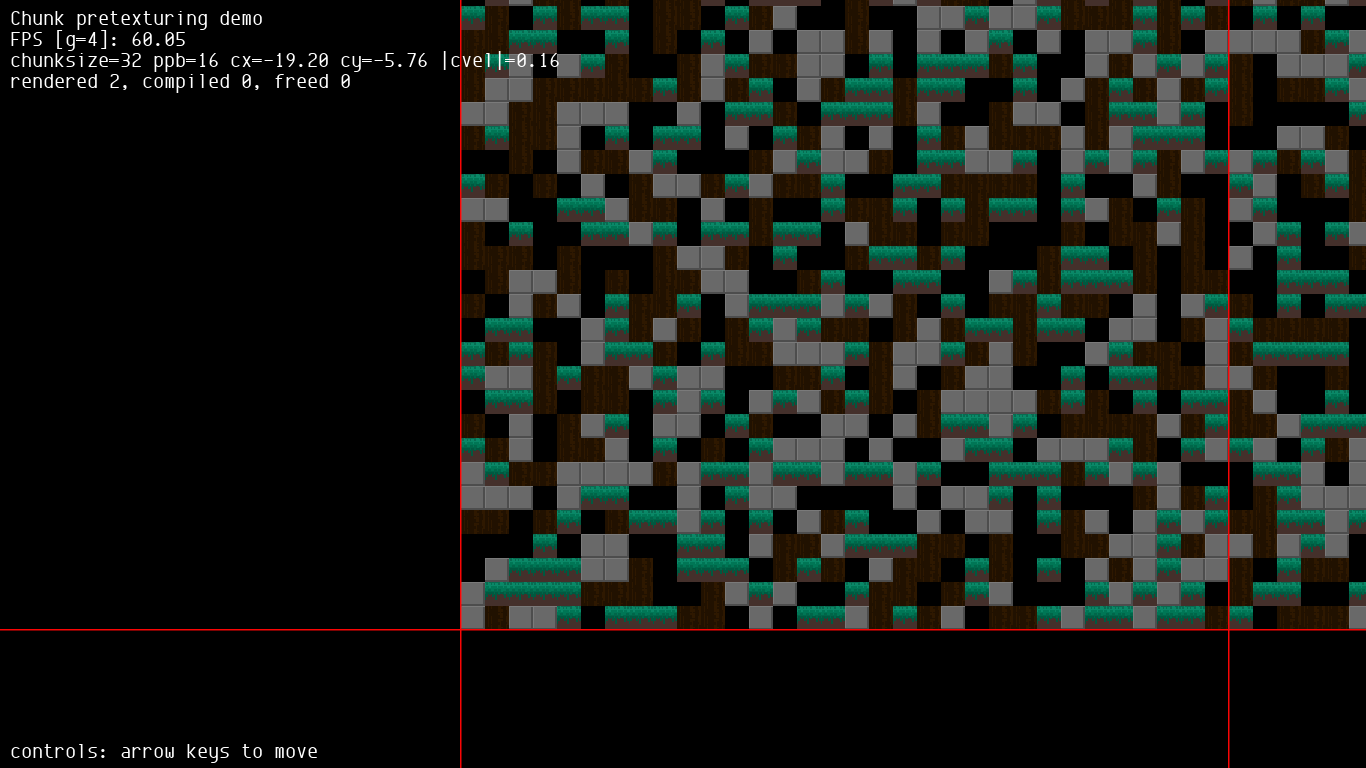 Chunk pretexturing demo
FPS [g=4]: 60.05
chunksize=32 ppb=16 cx=-19.20 cy=-5.76 |cvel|=0.16
rendered 2, compiled 0, freed 0
controls: arrow keys to move